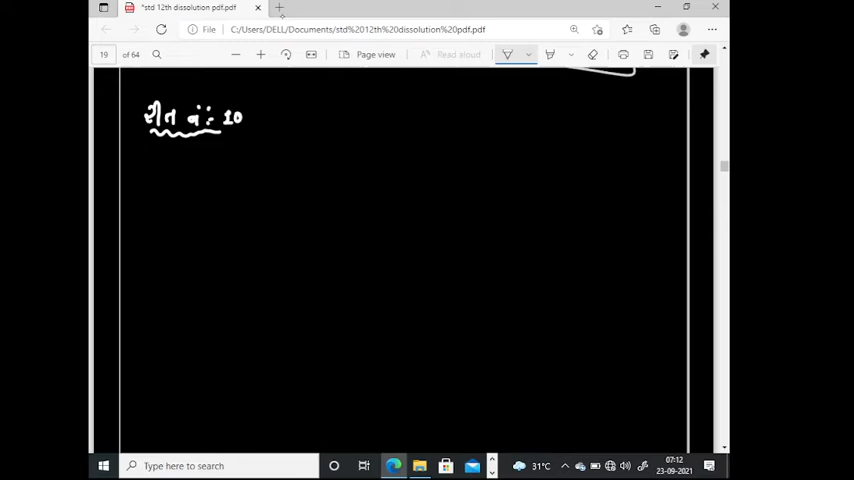 *std 12th dissolution pdf.pdf
File
C:/Users/DELL/Documents/std%2012th%20dissolution%20pdf.pdf
19 of 64
Page view
Read aloud
રીત નં:- 10
Type here to search
31°C
07:12
23-09-2021